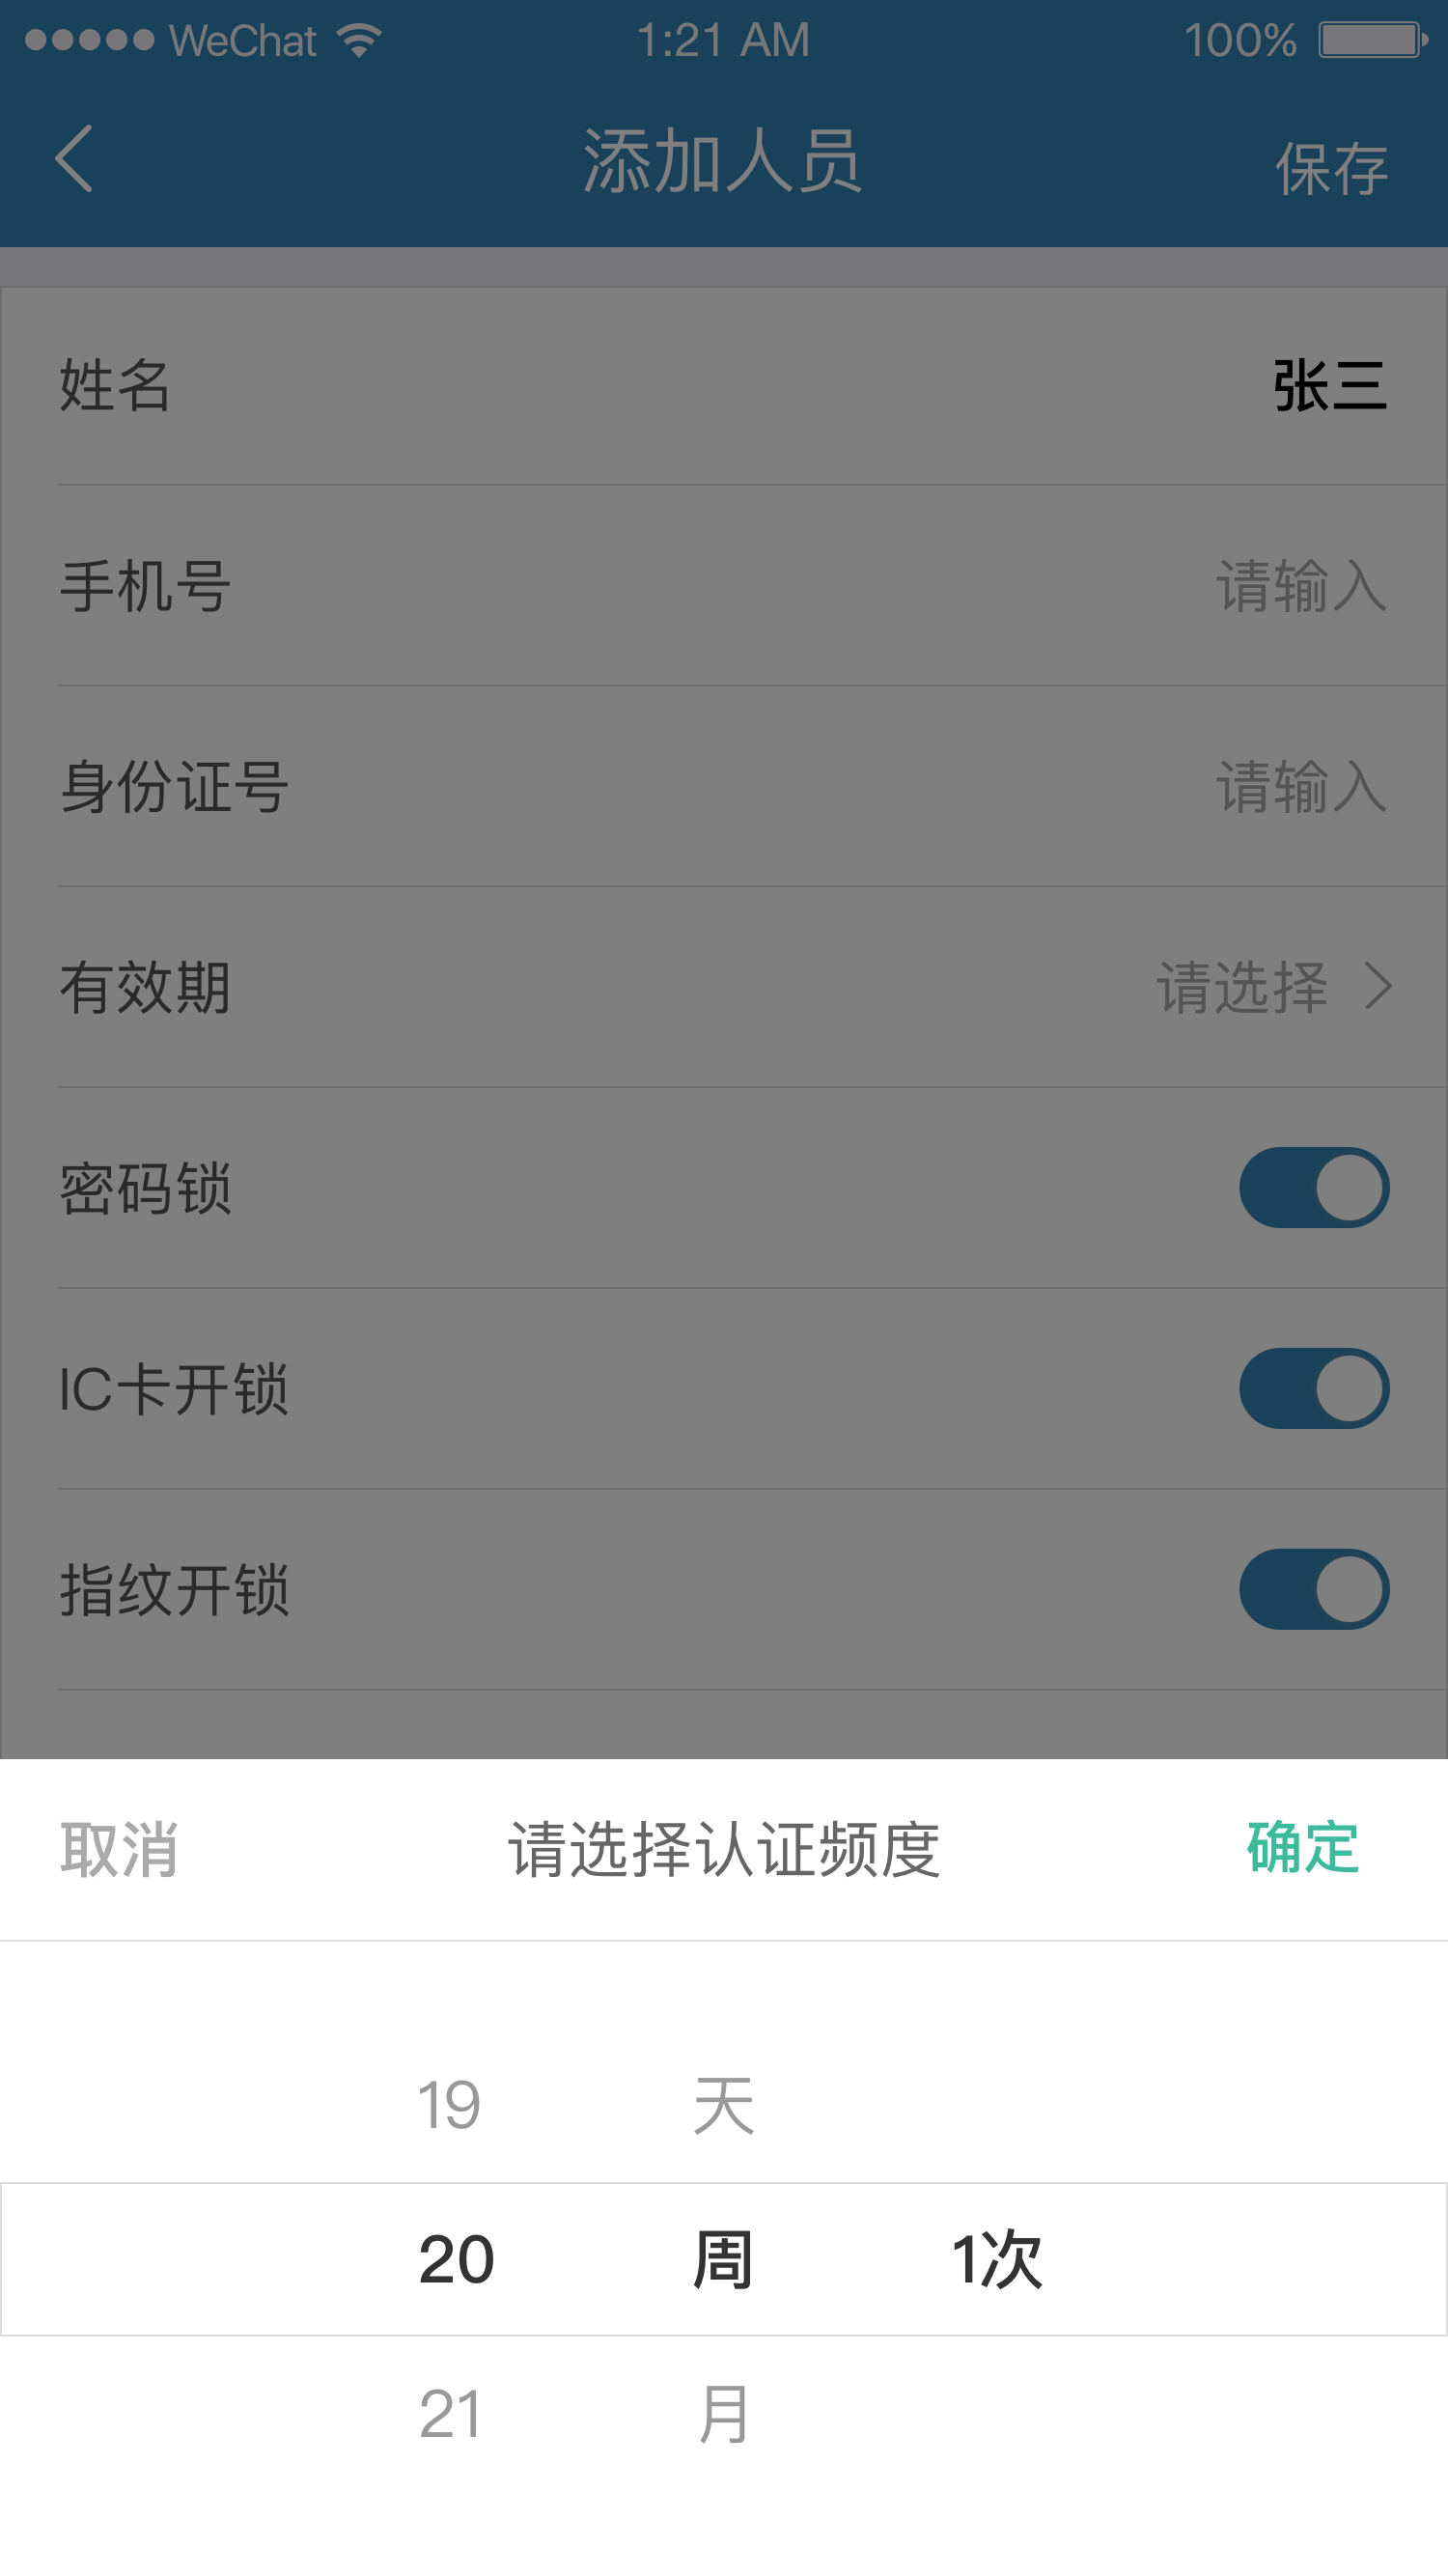 WeChat 1:21 AM 100%
添加人员 保存
姓名 张三
手机号 请输入
身份证号 请输入
有效期 请选择
密码锁
IC卡开锁
指纹开锁
取消 请选择认证频度 确定
19 天
20 周 1次
21 月